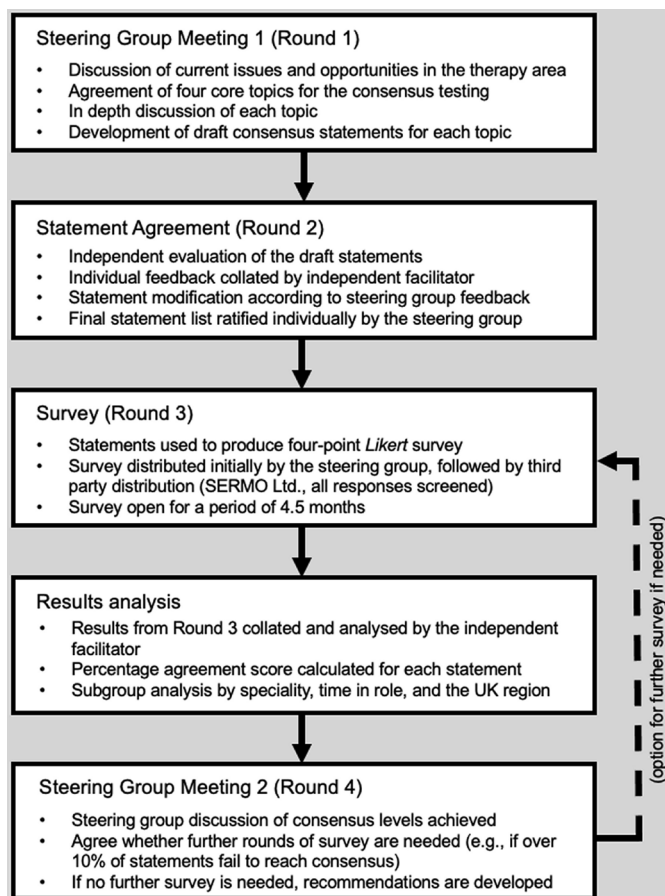 Steering Group Meeting 1 (Round 1)
• Discussion of current issues and opportunities in the therapy area
• Agreement of four core topics for the consensus testing
• In depth discussion of each topic
• Development of draft consensus statements for each topic
Statement Agreement (Round 2)
• Independent evaluation of the draft statements
• Individual feedback collated by independent facilitator
• Statement modification according to steering group feedback
• Final statement list ratified individually by the steering group
Survey (Round 3)
• Statements used to produce four-point Likert survey
• Survey distributed initially by the steering group, followed by third
party distribution (SERMO Ltd., all responses screened)
• Survey open for a period of 4.5 months
Results analysis
• Results from Round 3 collated and analysed by the independent
facilitator
• Percentage agreement score calculated for each statement
• Subgroup analysis by speciality, time in role, and the UK region
Steering Group Meeting 2 (Round 4)
• Steering group discussion of consensus levels achieved
• Agree whether further rounds of survey are needed (e.g., if over
10% of statements fail to reach consensus)
• If no further survey is needed, recommendations are developed
(option for further survey if needed)